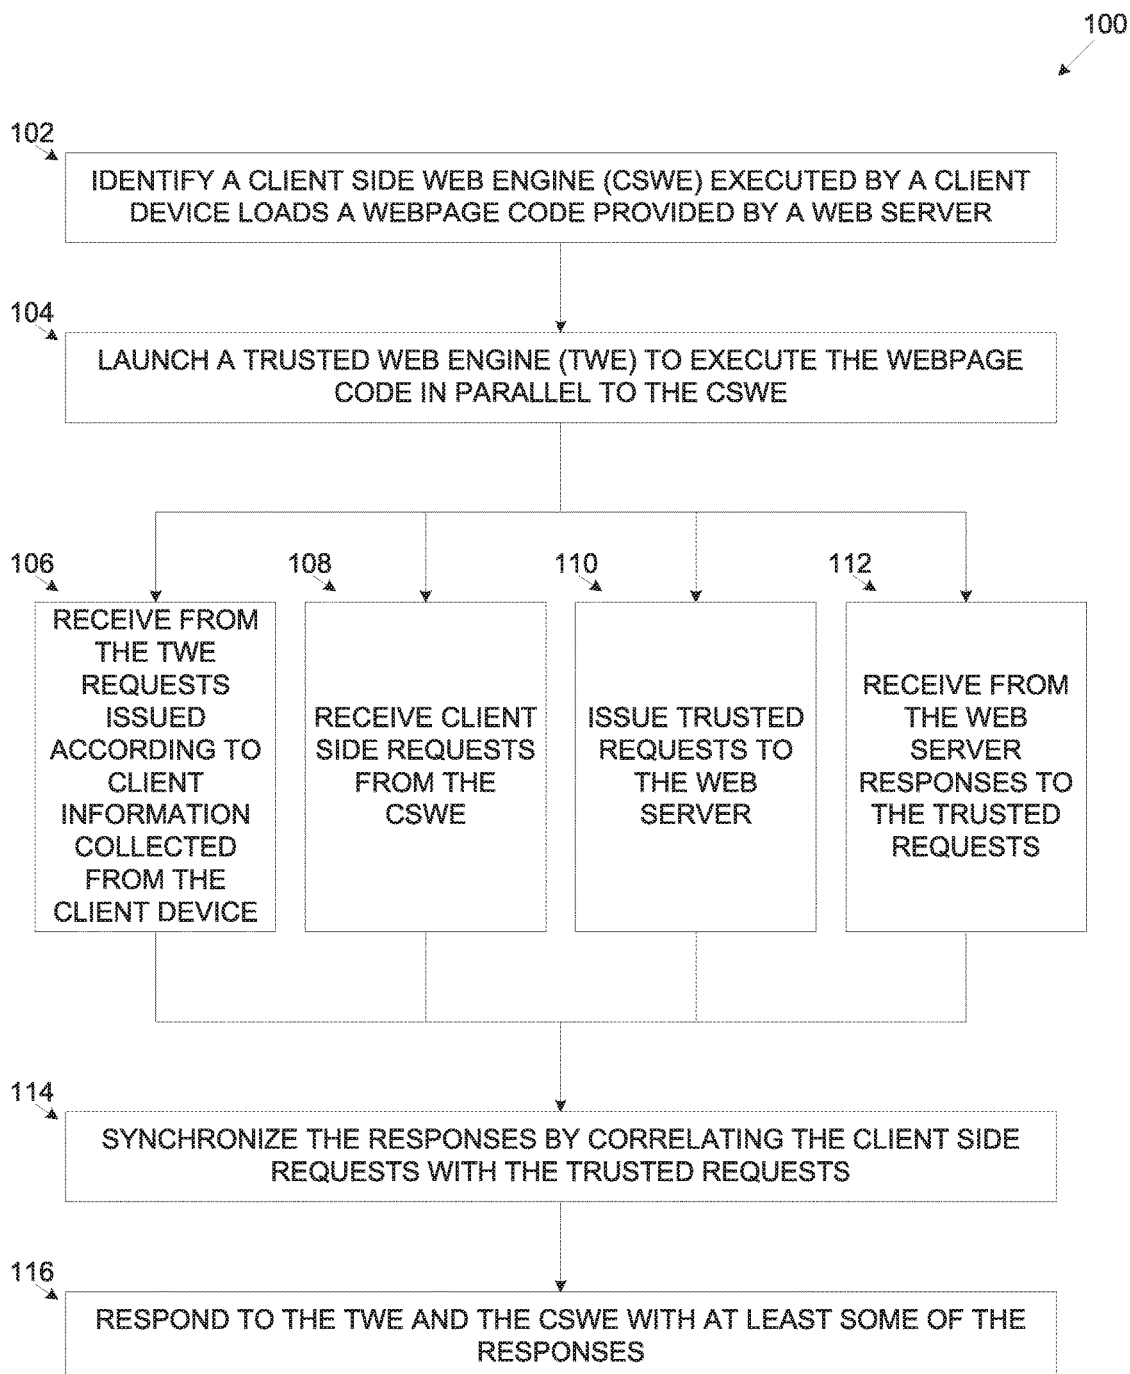 100
102
IDENTIFY A CLIENT SIDE WEB ENGINE (CSWE) EXECUTED BY A CLIENT
DEVICE LOADS A WEBPAGE CODE PROVIDED BY A WEB SERVER
104
LAUNCH A TRUSTED WEB ENGINE (TWE) TO EXECUTE THE WEBPAGE
CODE IN PARALLEL TO THE CSWE
106
RECEIVE FROM
THE TWE
REQUESTS
ISSUED
ACCORDING TO
CLIENT
INFORMATION
COLLECTED
FROM THE
CLIENT DEVICE
108
RECEIVE CLIENT
SIDE REQUESTS
FROM THE
CSWE
110
ISSUE TRUSTED
REQUESTS TO
THE WEB
SERVER
112
RECEIVE FROM
THE WEB
SERVER
RESPONSES TO
THE TRUSTED
REQUESTS
114
SYNCHRONIZE THE RESPONSES BY CORRELATING THE CLIENT SIDE
REQUESTS WITH THE TRUSTED REQUESTS
116
RESPOND TO THE TWE AND THE CSWE WITH AT LEAST SOME OF THE
RESPONSES